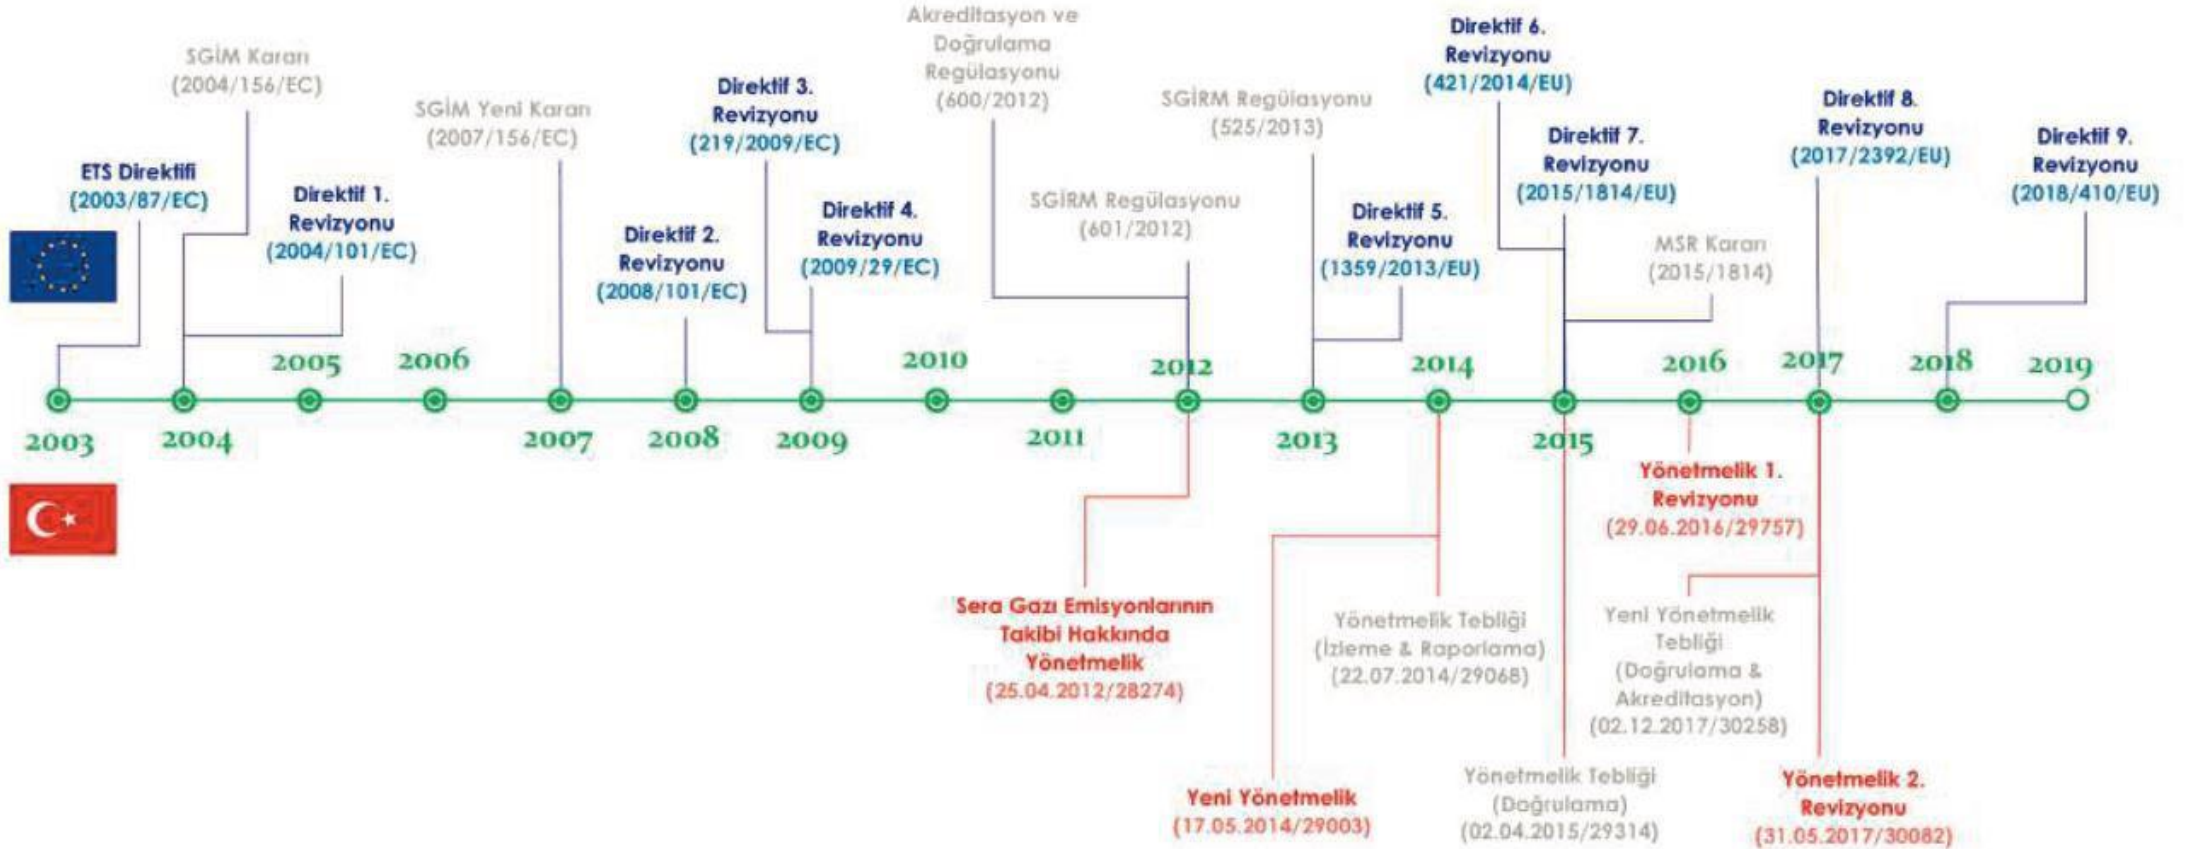 SGİM Kararı
(2004/156/EC)
ETS Direktifi
(2003/87/EC)
Direktif 1.
Revizyonu
(2004/101/EC)
SGİM Yeni Kararı
(2007/156/EC)
Direktif 2.
Revizyonu
(2008/101/EC)
Direktif 3.
Revizyonu
(219/2009/EC)
Direktif 4.
Revizyonu
(2009/29/EC)
Akreditasyon ve
Doğrulama
Regülasyonu
(600/2012)
SGİRM Regülasyonu
(601/2012)
SGİRM Regülasyonu
(525/2013)
Direktif 5.
Revizyonu
(1359/2013/EU)
Direktif 6.
Revizyonu
(421/2014/EU)
Direktif 7.
Revizyonu
(2015/1814/EU)
MSR Kararı
(2015/1814)
Direktif 8.
Revizyonu
(2017/2392/EU)
Direktif 9.
Revizyonu
(2018/410/EU)
2003
2004
2005
2006
2007
2008
2009
2010
2011
2012
2013
2014
2015
2016
2017
2018
2019
Sera Gazı Emisyonlarının
Takibi Hakkında
Yönetmelik
(25.04.2012/28274)
Yeni Yönetmelik
(17.05.2014/29003)
Yönetmelik Tebliği
(İzleme & Raporlama)
(22.07.2014/29068)
Yönetmelik Tebliği
(Doğrulama)
(02.04.2015/29314)
Yönetmelik 1.
Revizyonu
(29.06.2016/29757)
Yeni Yönetmelik
Tebliği
(Doğrulama &
Akreditasyon)
(02.12.2017/30258)
Yönetmelik 2.
Revizyonu
(31.05.2017/30082)